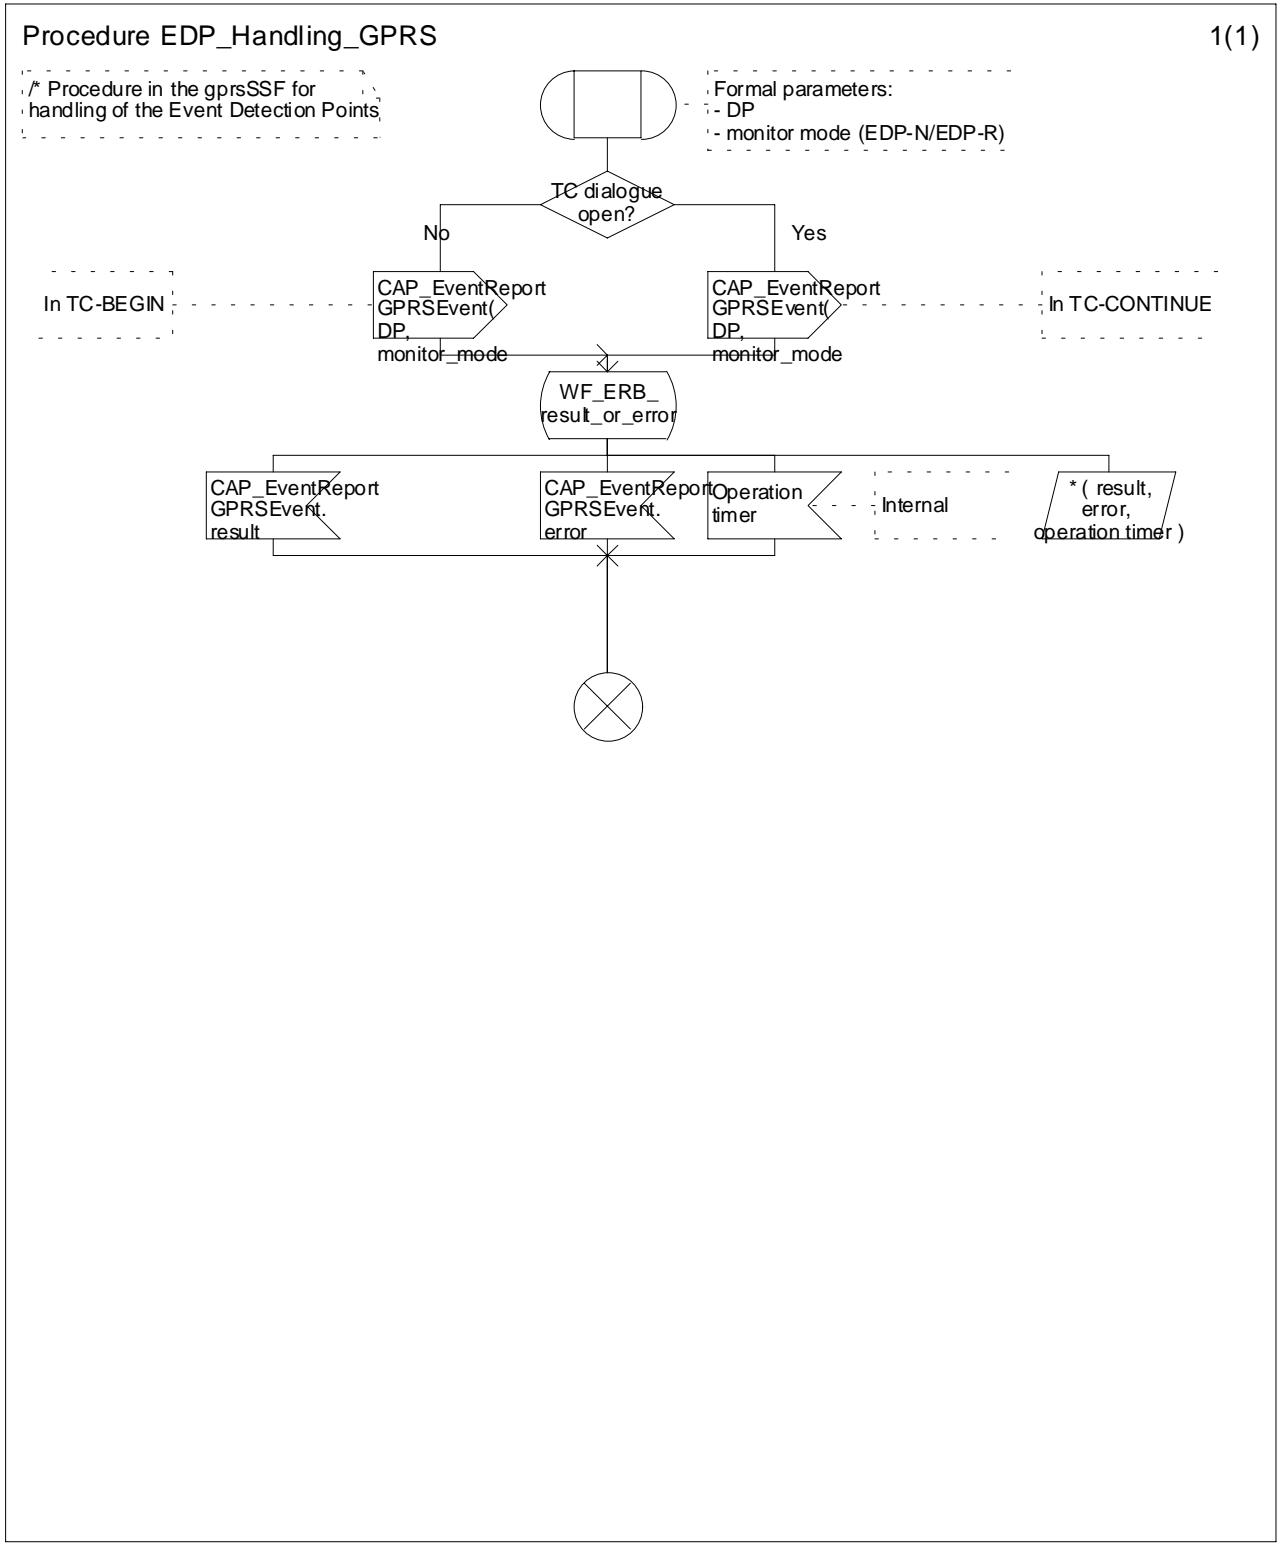 Procedure EDP_Handling_GPRS
1(1)
/* Procedure in the gprsSSF for
handling of the Event Detection Points
Formal parameters:
- DP
- monitor mode (EDP-N/EDP-R)
TC dialogue
open?
No
Yes
In TC-BEGIN
CAP_EventReport
GPRSEvent(
DP,
monitor_mode
CAP_EventReport
GPRSEvent(
DP,
monitor_mode
In TC-CONTINUE
WF_ERB_
result_or_error
CAP_EventReport
GPRSEvent.
result
CAP_EventReport
GPRSEvent.
error
Operation
timer
Internal
* ( result,
error,
operation timer )